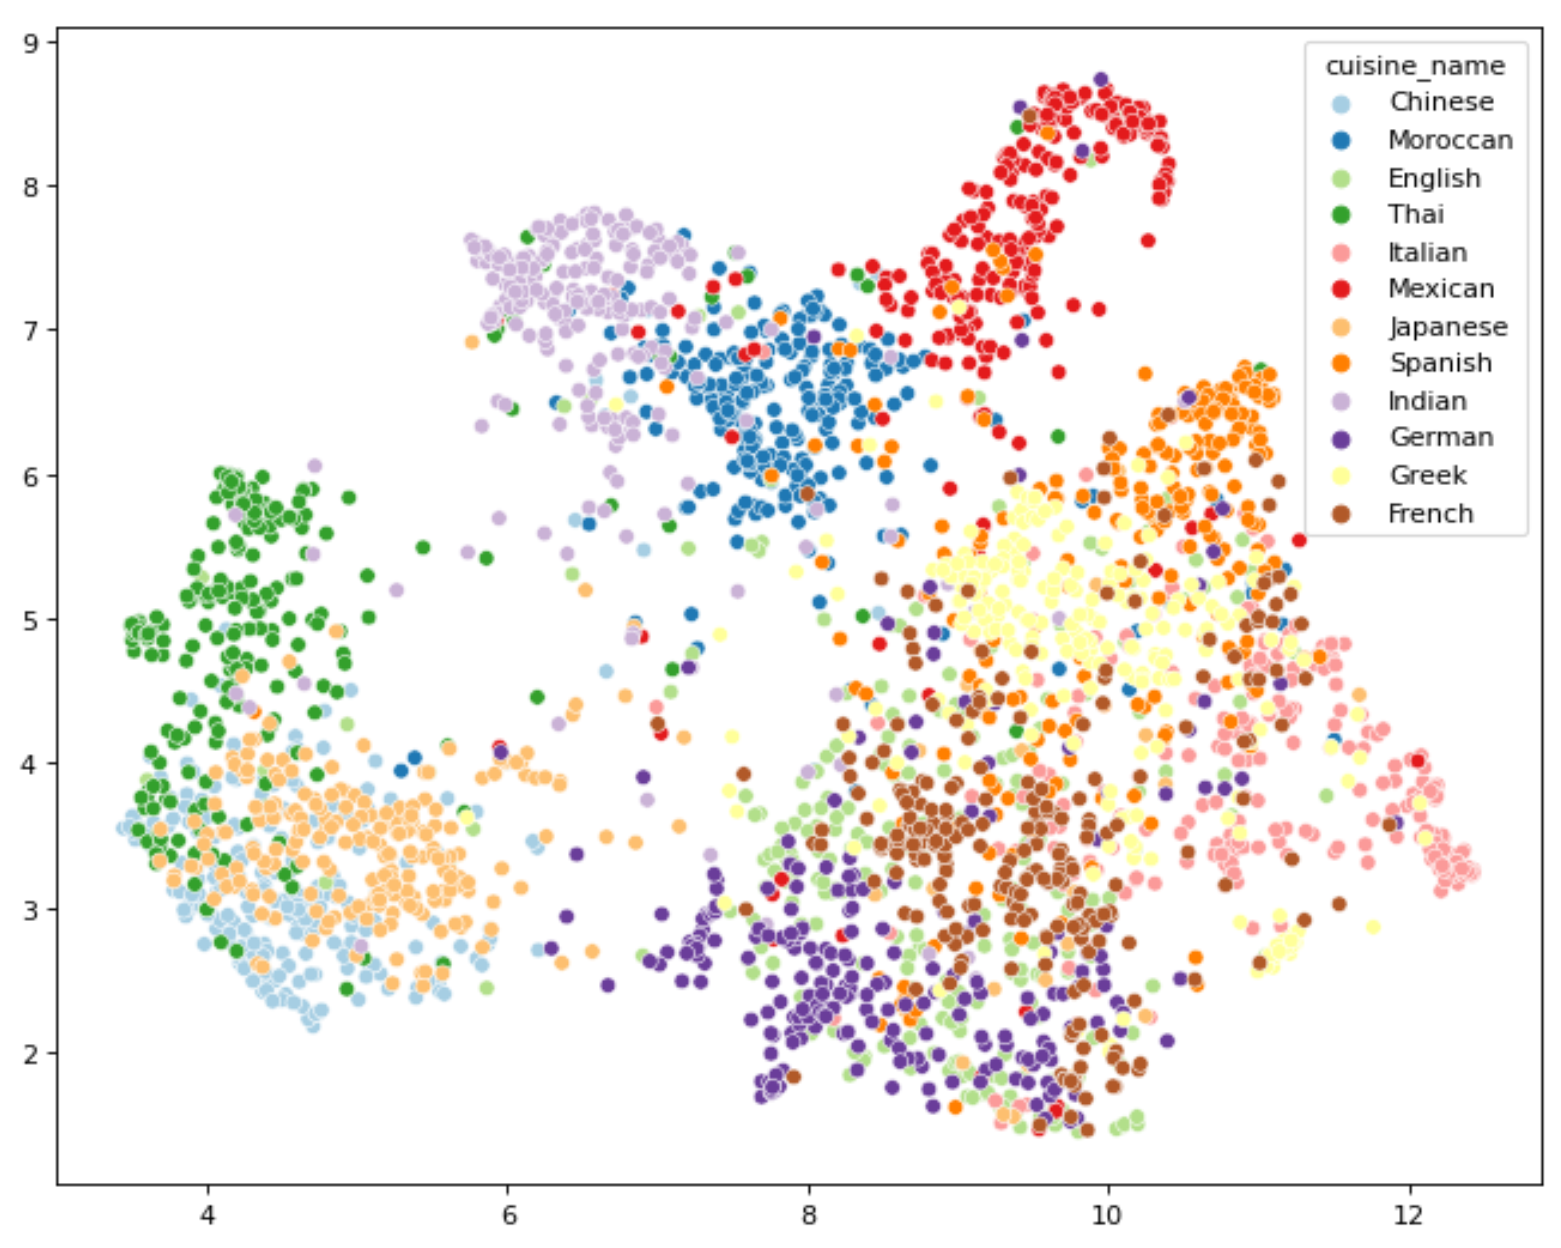 9
8
7
6
5
4
3
2
4 6 8 10 12
cuisine_name
Chinese
Moroccan
English
Thai
Italian
Mexican
Japanese
Spanish
Indian
German
Greek
French